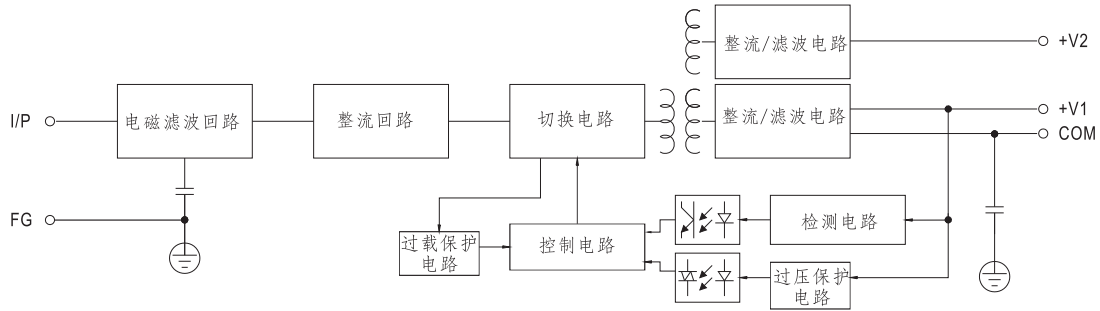 整流/滤波电路
+V2
I/P
电磁滤波回路
整流回路
切换电路
整流/滤波电路
+V1
COM
FG
过载保护
电路
控制电路
检测电路
过压保护
电路